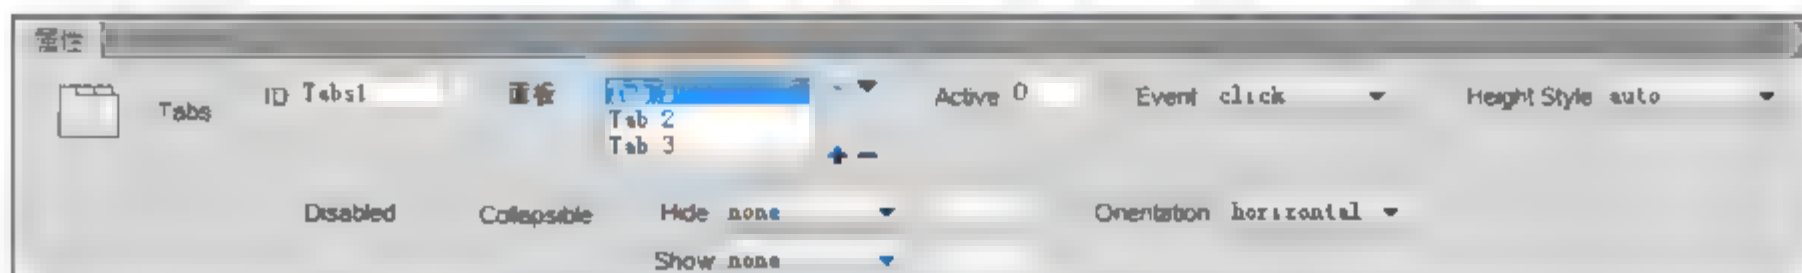 属性
Tabs ID Tabs1 面板 Active 0 Event click Height Style auto
Tab 2
Tab 3
Disabled Collapsible Hide none Orientation horizontal
Show none